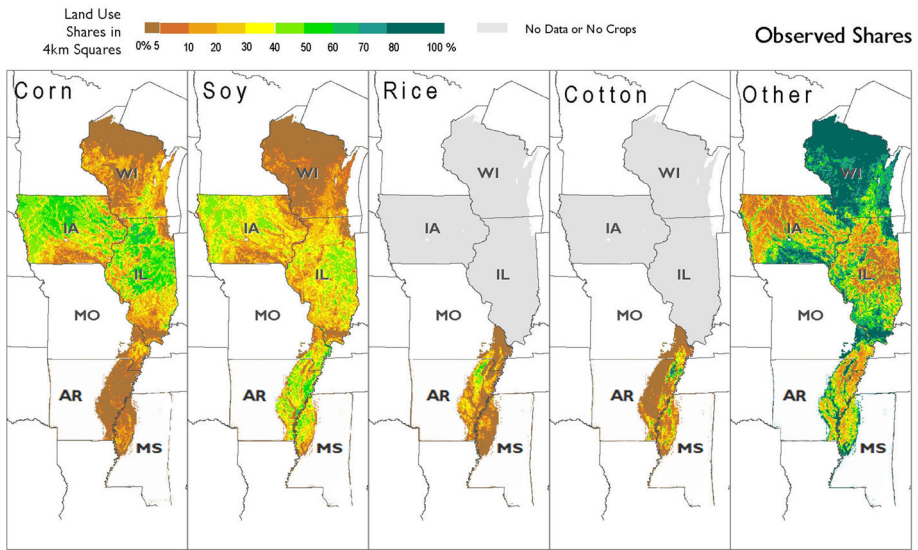 Land Use
Shares in
4km Squares
0% 5 10 20 30 40 50 60 70 80 100 %
No Data or No Crops
Observed Shares
Corn Soy Rice Cotton Other
WI WI WI WI WI
IA IA IA IA IA
IL IL IL IL IL
MO MO MO MO MO
AR AR AR AR AR
MS MS MS MS MS